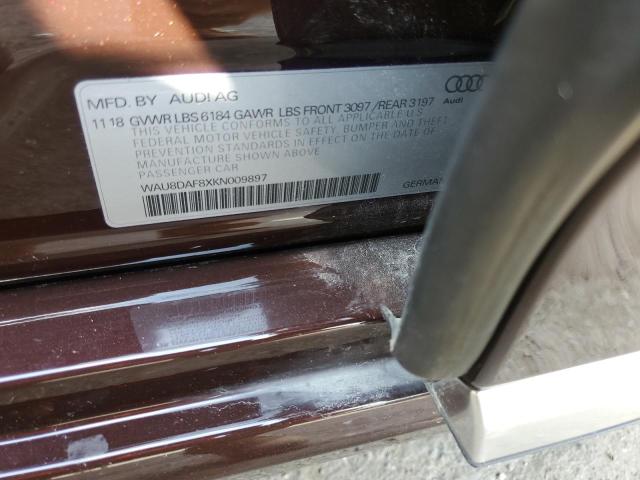 MFD. BY AUDI AG
11 18 GVWR LBS 6184 GAWR LBS FRONT 3097 / REAR 3197
Audi
THIS VEHICLE CONFORMS TO ALL APPLICABLE U.S
FEDERAL MOTOR VEHICLE SAFETY, BUMPER AND THEFT
PREVENTION STANDARDS IN EFFECT ON THE DATE OF
MANUFACTURE SHOWN ABOVE
PASSENGER CAR
WAU8DAF8XKN009897
GERMAN